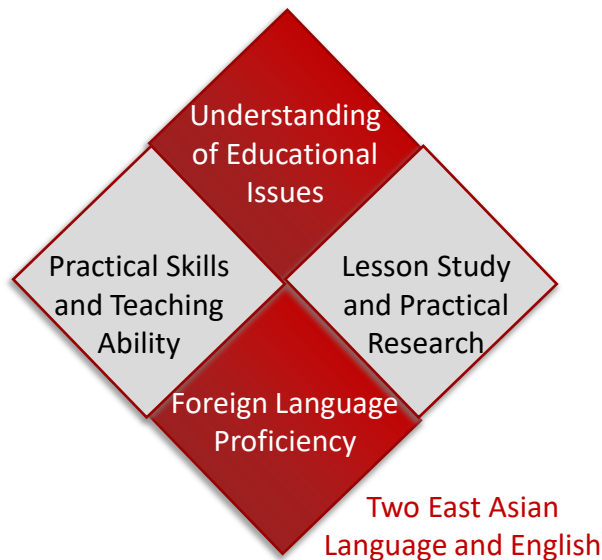 Understanding
of Educational
Issues
Practical Skills
and Teaching
Ability
Lesson Study
and Practical
Research
Foreign Language
Proficiency
Two East Asian
Language and English